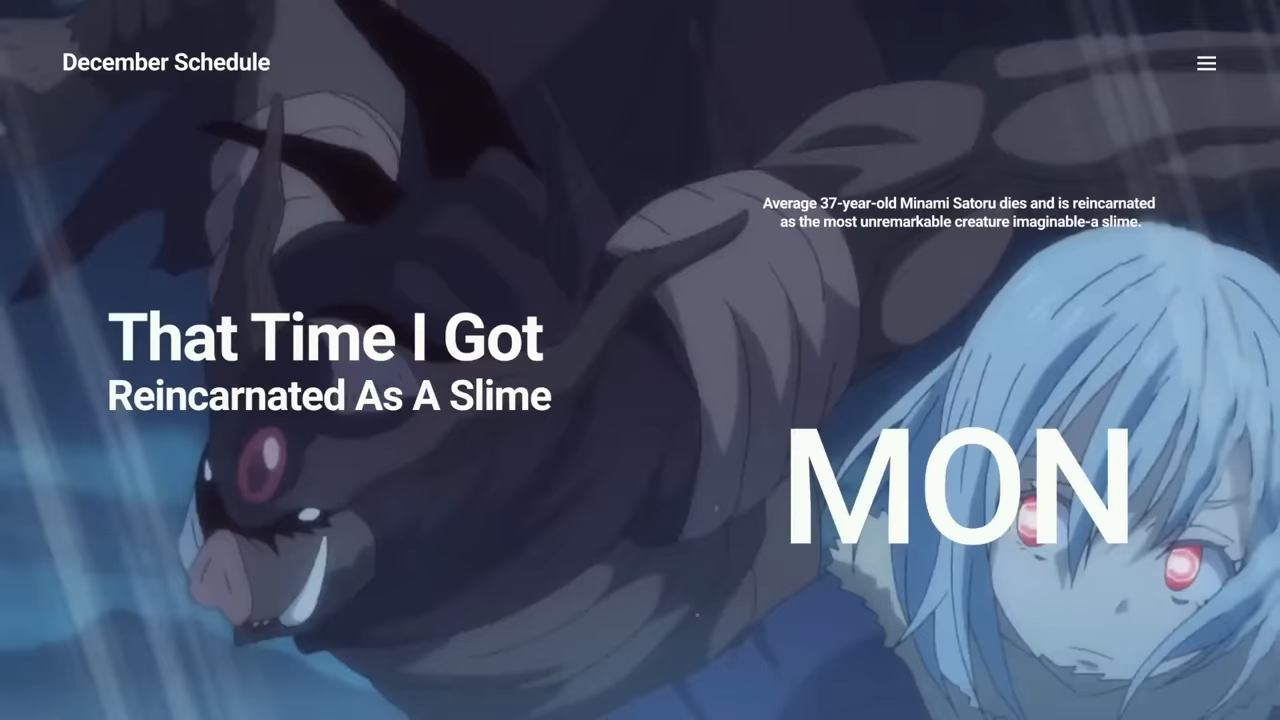 December Schedule
Average 37-year-old Minami Satoru dies and is reincarnated
as the most unremarkable creature imaginable-a slime.
That Time I Got
Reincarnated As A Slime
MON